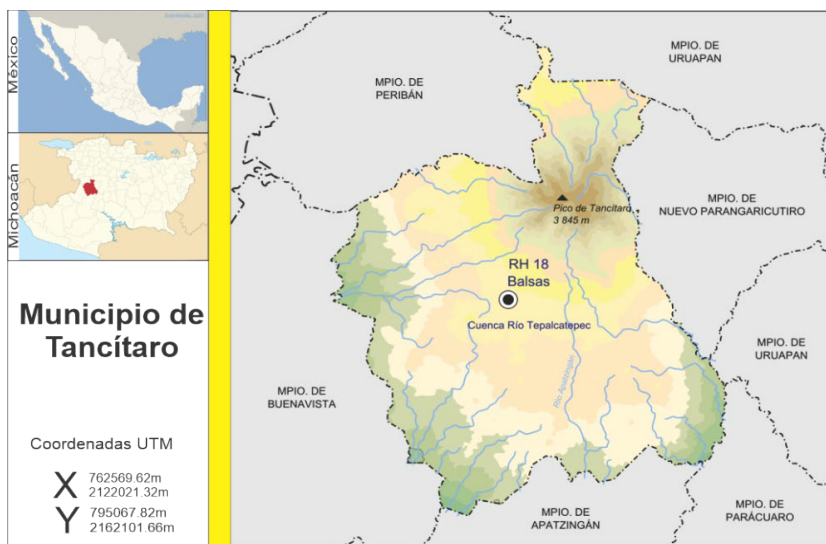 México
Michoacán
Municipio de
Tancítaro
Coordenadas UTM
X
762569.62m
2122021.32m
Y
795067.82m
2162101.66m
MPIO. DE
URUAPAN
MPIO. DE
PERIBÁN
Pico de Tancítaro
3 845 m
MPIO. DE
NUEVO PARANGARICUTIRO
RH 18
Balsas
Cuenca Río Tepalcatepec
Río Apatzingán
MPIO. DE
URUAPAN
MPIO. DE
BUENAVISTA
MPIO. DE
APATZINGÁN
MPIO. DE
PARÁCUARO